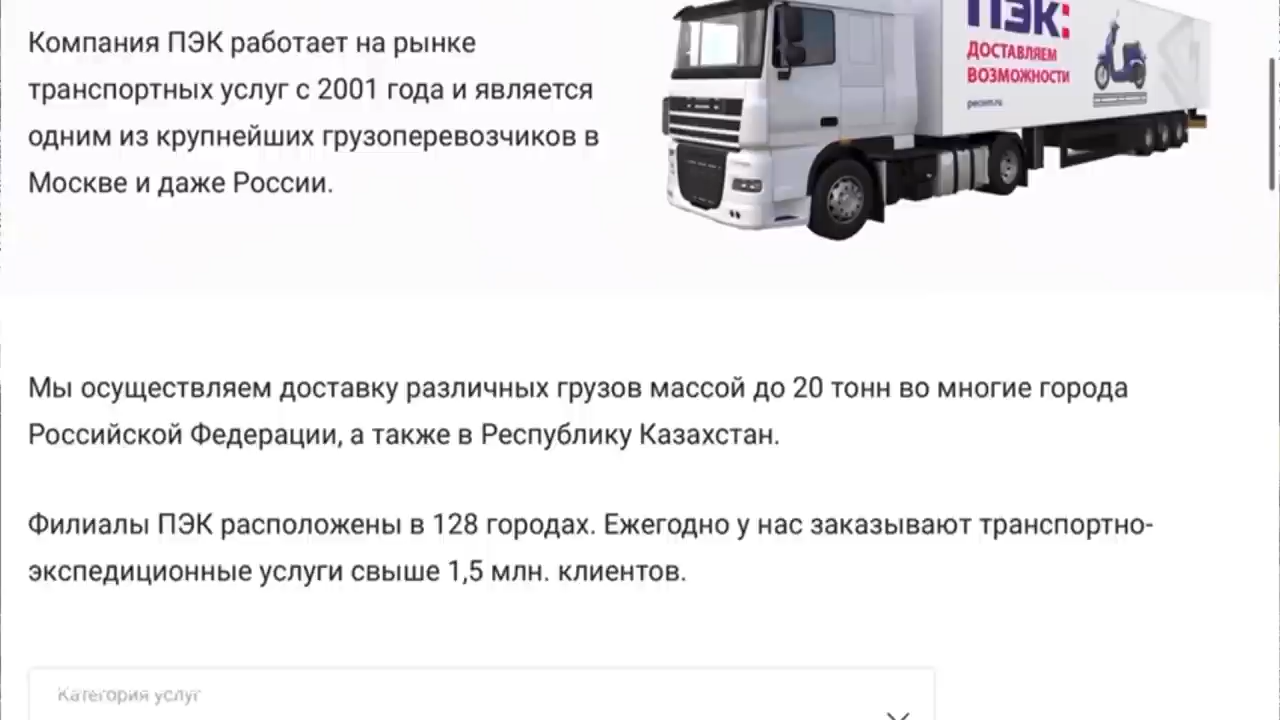 Компания ПЭК работает на рынке
транспортных услуг с 2001 года и является
одним из крупнейших грузоперевозчиков в
Москве и даже России.
ПЭК:
ДОСТАВЛЯЕМ
ВОЗМОЖНОСТИ
pecom.ru
Мы осуществляем доставку различных грузов массой до 20 тонн во многие города
Российской Федерации, а также в Республику Казахстан.
Филиалы ПЭК расположены в 128 городах. Ежегодно у нас заказывают транспортно-
экспедиционные услуги свыше 1,5 млн. клиентов.
Категория услуг